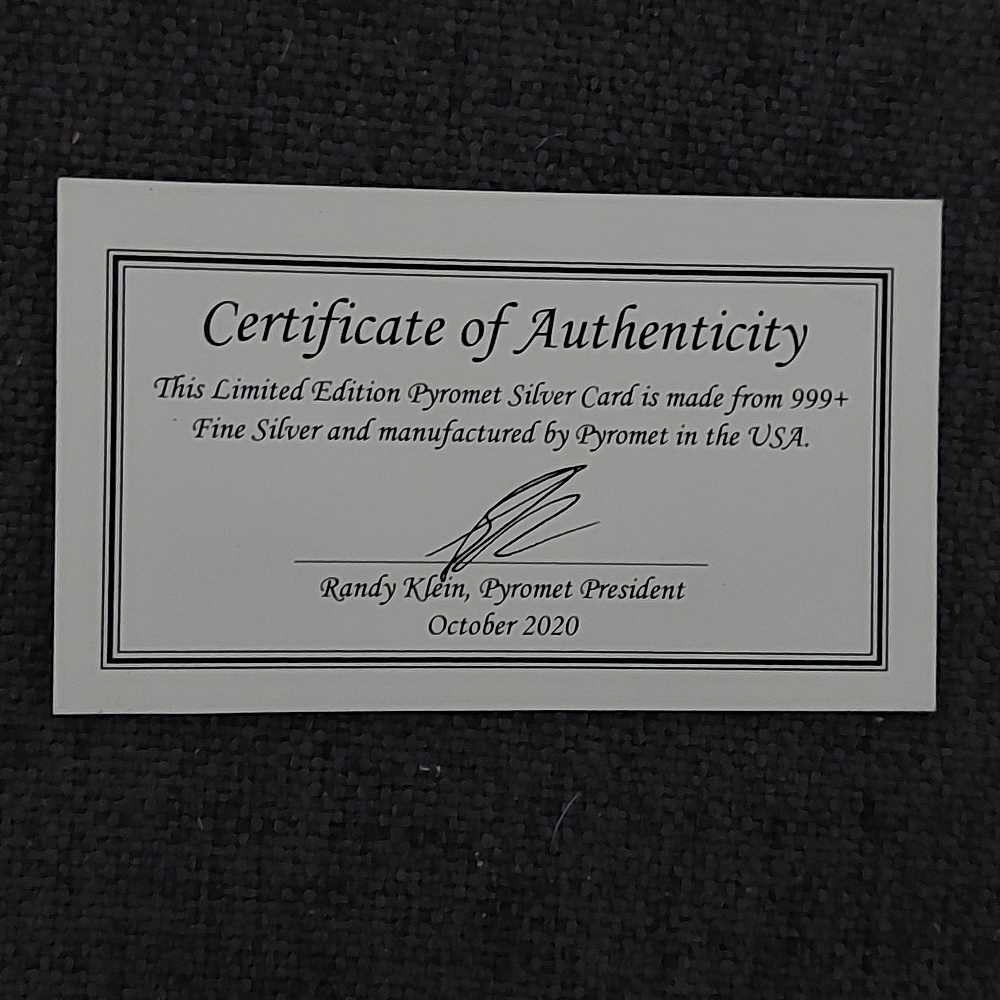 Certificate of Authenticity
This Limited Edition Pyromet Silver Card is made from 999+
Fine Silver and manufactured by Pyromet in the USA.
Randy Klein, Pyromet President
October 2020